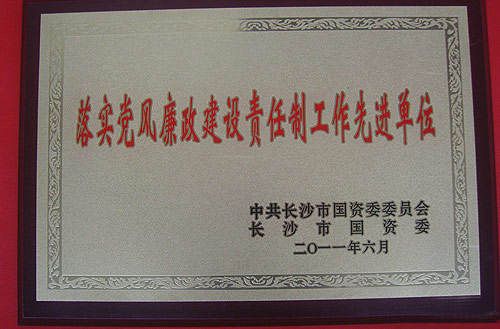 落实党风廉政建设责任制工作先进单位
中共长沙市国资委委员会
长沙市国资委
二〇一一年六月